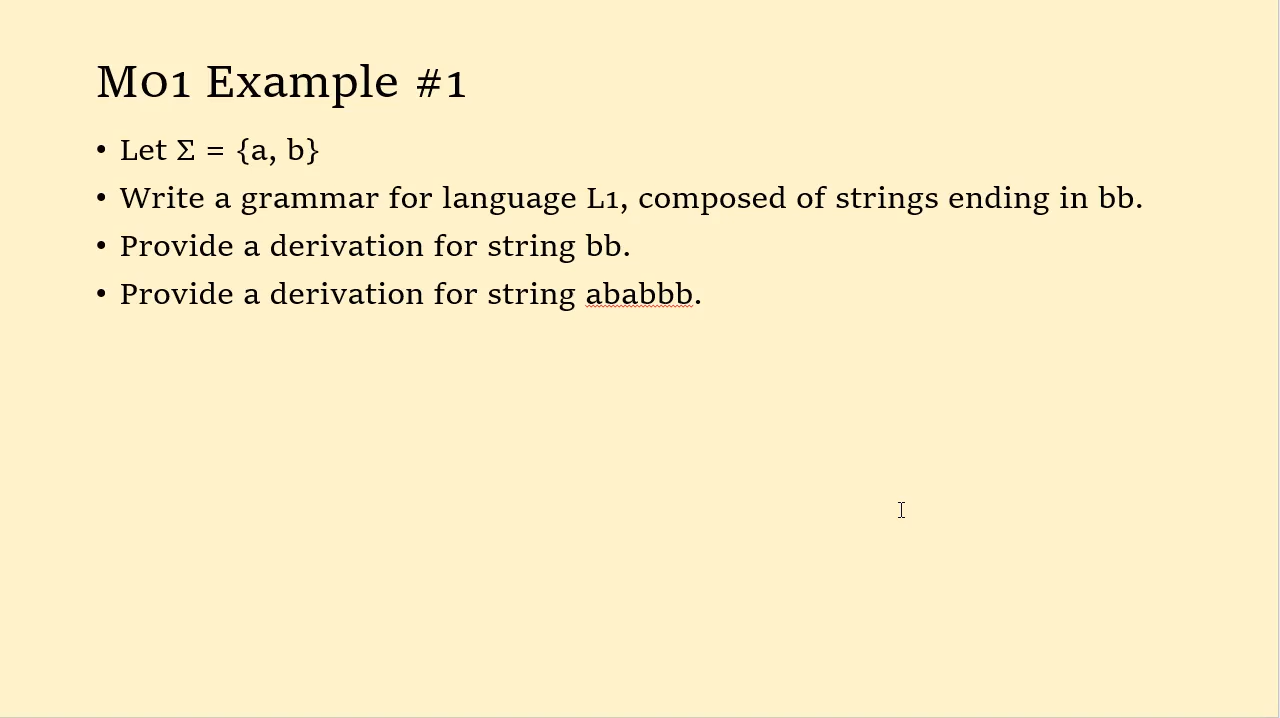 M01 Example #1
• Let Σ = {a, b}
• Write a grammar for language L1, composed of strings ending in bb.
• Provide a derivation for string bb.
• Provide a derivation for string ababbb.